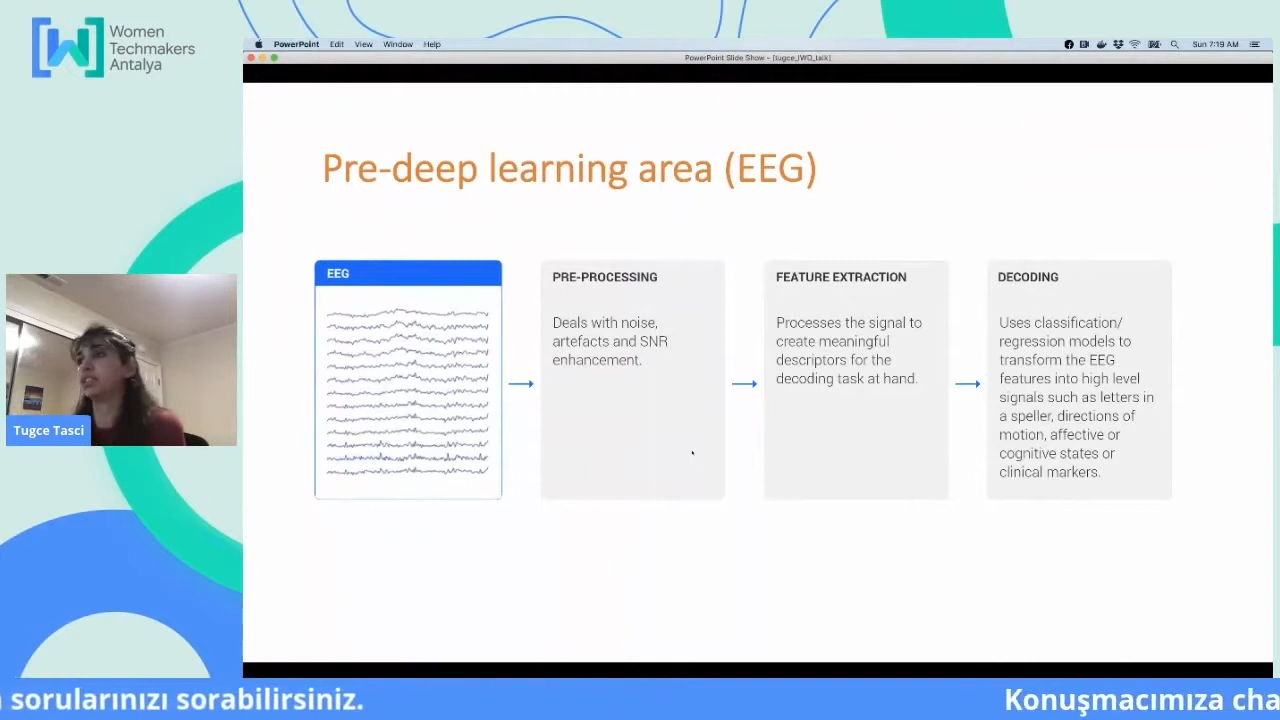 Women
Techmakers
Antalya
PowerPoint Edit View Window Help
Sun 7:19 AM
PowerPoint Slide Show - [tugce_IWD_talk]
Pre-deep learning area (EEG)
EEG
PRE-PROCESSING
Deals with noise,
artefacts and SNR
enhancement.
FEATURE EXTRACTION
Processes the signal to
create meaningful
descriptors for the
decoding task at hand.
DECODING
Uses classification/
regression models to
transform the EEG
features into high level
signals such as letters in
a speller, directions of
motion, affective or
cognitive states or
clinical markers.
Tugce Tasci
sorularınızı sorabilirsiniz.
Konuşmacımıza cha